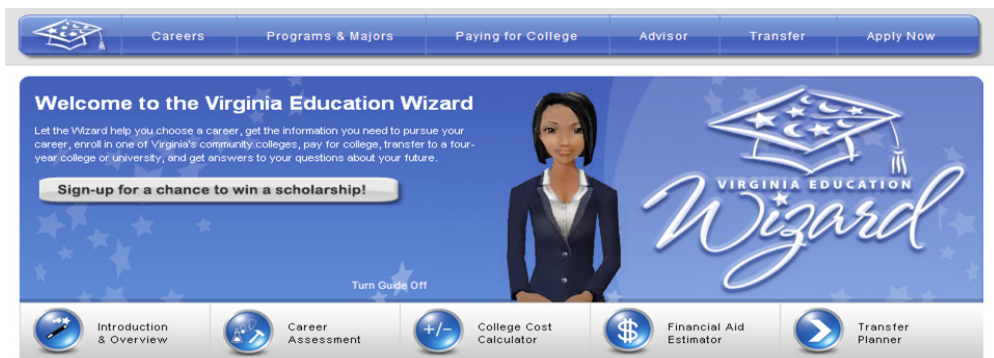 Careers Programs & Majors Paying for College Advisor Transfer Apply Now
Welcome to the Virginia Education Wizard
Let the Wizard help you choose a career, get the information you need to pursue your
career, enroll in one of Virginia's community colleges, pay for college, transfer to a four-
year college or university, and get answers to your questions about your future.
Sign-up for a chance to win a scholarship!
Turn Guide Off
VIRGINIA EDUCATION
Wizard
Introduction
& Overview
Career
Assessment
+/-
College Cost
Calculator
$
Financial Aid
Estimator
Transfer
Planner